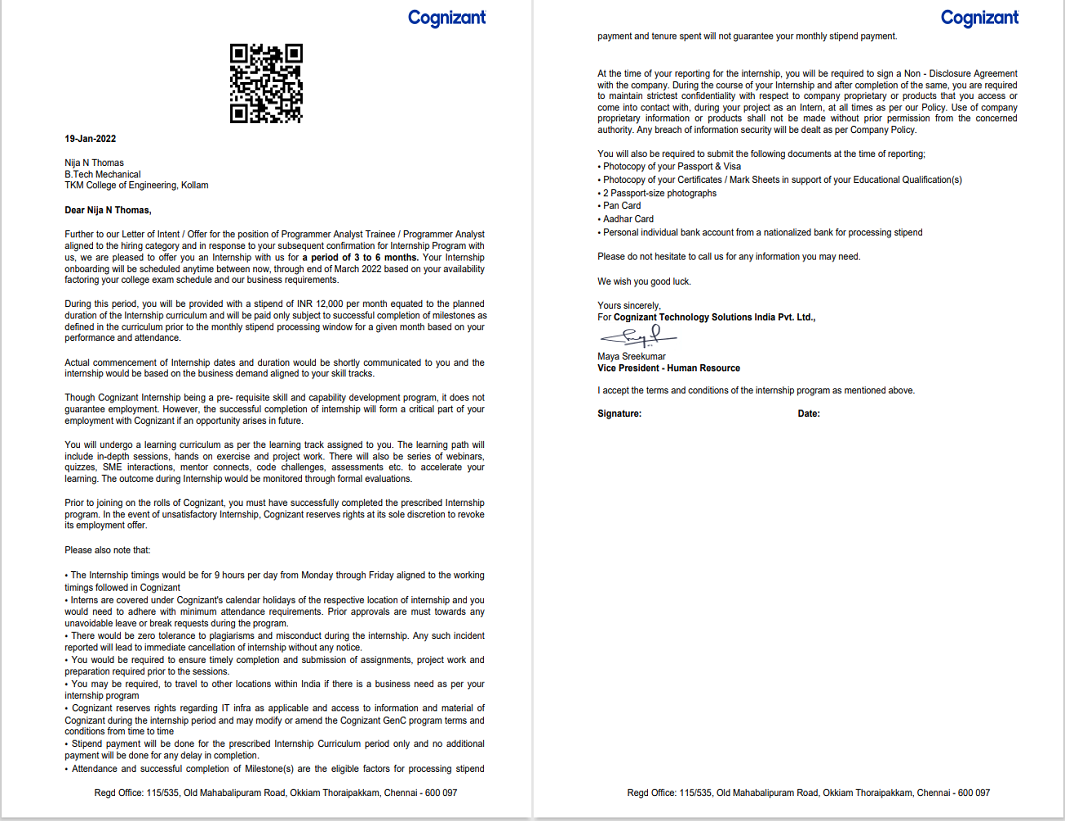 Cognizant
19-Jan-2022
Nija N Thomas
B.Tech Mechanical
TKM College of Engineering, Kollam
Dear Nija N Thomas,
Further to our Letter of Intent / Offer for the position of Programmer Analyst Trainee / Programmer Analyst
aligned to the hiring category and in response to your subsequent confirmation for Internship Program with
us, we are pleased to offer you an Internship with us for a period of 3 to 6 months. Your Internship
onboarding will be scheduled anytime between now, through end of March 2022 based on your availability
factoring your college exam schedule and our business requirements.
During this period, you will be provided with a stipend of INR 12,000 per month equated to the planned
duration of the Internship curriculum and will be paid only subject to successful completion of milestones as
defined in the curriculum prior to the monthly stipend processing window for a given month based on your
performance and attendance.
Actual commencement of Internship dates and duration would be shortly communicated to you and the
internship would be based on the business demand aligned to your skill tracks.
Though Cognizant Internship being a pre- requisite skill and capability development program, it does not
guarantee employment. However, the successful completion of internship will form a critical part of your
employment with Cognizant if an opportunity arises in future.
You will undergo a learning curriculum as per the learning track assigned to you. The learning path will
include in-depth sessions, hands on exercise and project work. There will also be series of webinars,
quizzes, SME interactions, mentor connects, code challenges, assessments etc. to accelerate your
learning. The outcome during Internship would be monitored through formal evaluations.
Prior to joining on the rolls of Cognizant, you must have successfully completed the prescribed Internship
program. In the event of unsatisfactory Internship, Cognizant reserves rights at its sole discretion to revoke
its employment offer.
Please also note that:
• The Internship timings would be for 9 hours per day from Monday through Friday aligned to the working
timings followed in Cognizant
• Interns are covered under Cognizant's calendar holidays of the respective location of internship and you
would need to adhere with minimum attendance requirements. Prior approvals are must towards any
unavoidable leave or break requests during the program.
• There would be zero tolerance to plagiarisms and misconduct during the internship. Any such incident
reported will lead to immediate cancellation of internship without any notice.
• You would be required to ensure timely completion and submission of assignments, project work and
preparation required prior to the sessions.
• You may be required, to travel to other locations within India if there is a business need as per your
internship program
• Cognizant reserves rights regarding IT infra as applicable and access to information and material of
Cognizant during the internship period and may modify or amend the Cognizant GenC program terms and
conditions from time to time
• Stipend payment will be done for the prescribed Internship Curriculum period only and no additional
payment will be done for any delay in completion.
• Attendance and successful completion of Milestone(s) are the eligible factors for processing stipend
Regd Office: 115/535, Old Mahabalipuram Road, Okkiam Thoraipakkam, Chennai - 600 097
Cognizant
payment and tenure spent will not guarantee your monthly stipend payment.
At the time of your reporting for the internship, you will be required to sign a Non - Disclosure Agreement
with the company. During the course of your Internship and after completion of the same, you are required
to maintain strictest confidentiality with respect to company proprietary or products that you access or
come into contact with, during your project as an Intern, at all times as per our Policy. Use of company
proprietary information or products shall not be made without prior permission from the concerned
authority. Any breach of information security will be dealt as per Company Policy.
You will also be required to submit the following documents at the time of reporting;
• Photocopy of your Passport & Visa
• Photocopy of your Certificates / Mark Sheets in support of your Educational Qualification(s)
• 2 Passport-size photographs
• Pan Card
• Aadhar Card
• Personal individual bank account from a nationalized bank for processing stipend
Please do not hesitate to call us for any information you may need.
We wish you good luck.
Yours sincerely,
For Cognizant Technology Solutions India Pvt. Ltd.,
Maya Sreekumar
Vice President - Human Resource
I accept the terms and conditions of the internship program as mentioned above.
Signature: Date:
Regd Office: 115/535, Old Mahabalipuram Road, Okkiam Thoraipakkam, Chennai - 600 097